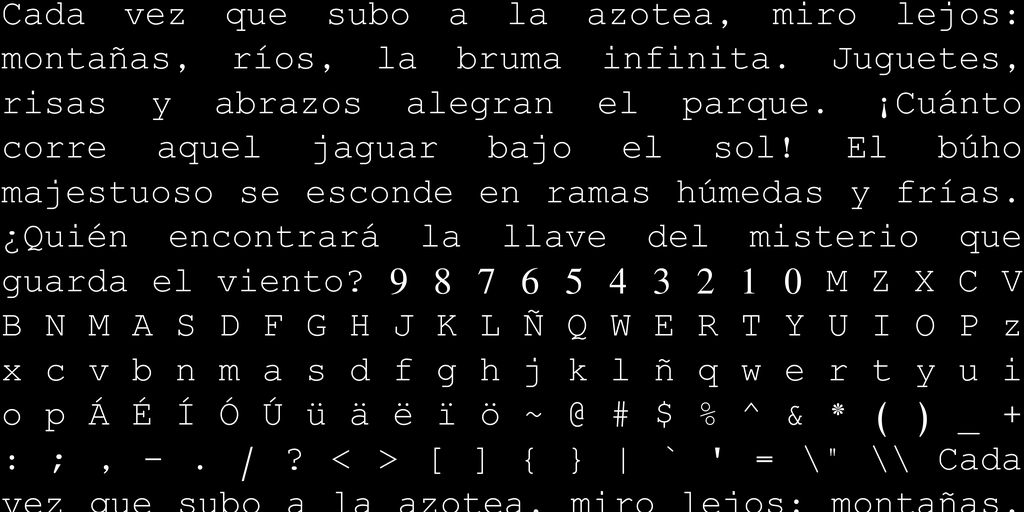 Cada vez que subo a la azotea, miro lejos:
montañas, ríos, la bruma infinita. Juguetes,
risas y abrazos alegran el parque. ¡Cuánto
corre aquel jaguar bajo el sol! El búho
majestuoso se esconde en ramas húmedas y frías.
¿Quién encontrará la llave del misterio que
guarda el viento? 9 8 7 6 5 4 3 2 1 0 M Z X C V
B N M A S D F G H J K L Ñ Q W E R T Y U I O P z
x c v b n m a s d f g h j k l ñ q w e r t y u i
o p Á É Í Ó Ú ü ä ë ï ö ~ @ # $ % ^ & * ( ) _ +
: ; , - . / ? < > [ ] { } | ` ' = \" \\ Cada
vez que subo a la azotea, miro lejos: montañas,